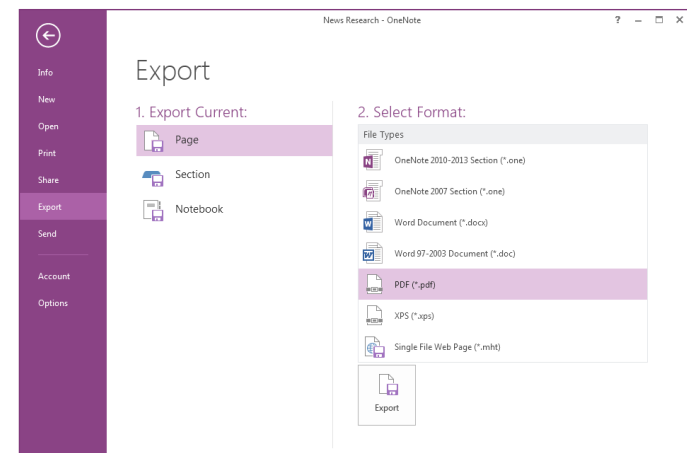 News Research - OneNote
Info
New
Open
Print
Share
Export
Send
Account
Options
Export
1. Export Current:
Page
Section
Notebook
2. Select Format:
File Types
OneNote 2010-2013 Section (*.one)
OneNote 2007 Section (*.one)
Word Document (*.docx)
Word 97-2003 Document (*.doc)
PDF (*.pdf)
XPS (*.xps)
Single File Web Page (*.mht)
Export